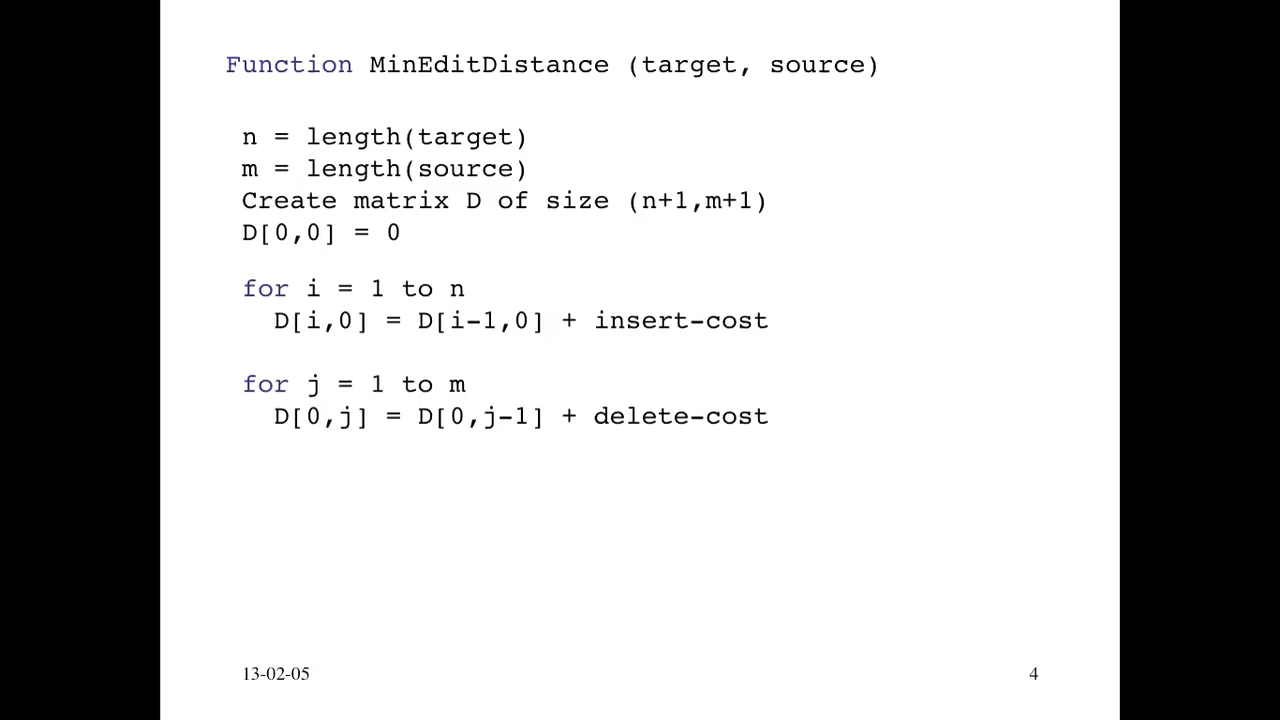 Function MinEditDistance (target, source)
n = length(target)
m = length(source)
Create matrix D of size (n+1,m+1)
D[0,0] = 0
for i = 1 to n
D[i,0] = D[i-1,0] + insert-cost
for j = 1 to m
D[0,j] = D[0,j-1] + delete-cost
13-02-05
4